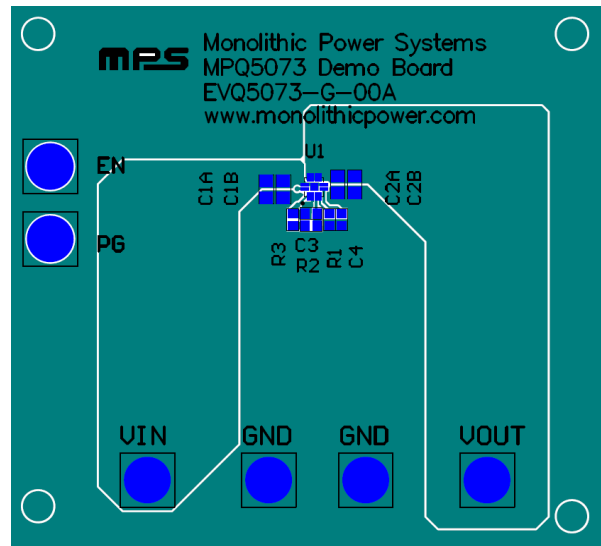 mps
Monolithic Power Systems
MPQ5073 Demo Board
EVQ5073-G-00A
www.monolithicpower.com
U1
EN
C1A
C1B
C2A
C2B
PG
R3
C3
R2
R1
C4
VIN
GND
GND
VOUT